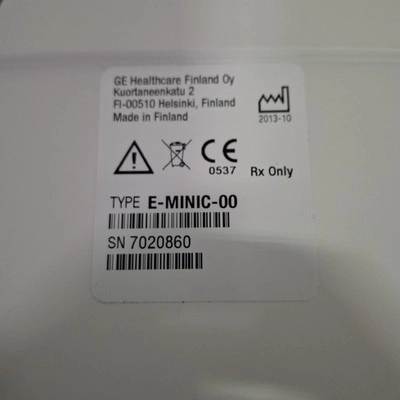 GE Healthcare Finland Oy
Kuortaneenkatu 2
FI-00510 Helsinki, Finland
Made in Finland
2013-10
CE
0537
Rx Only
TYPE E-MINIC-00
SN 7020860